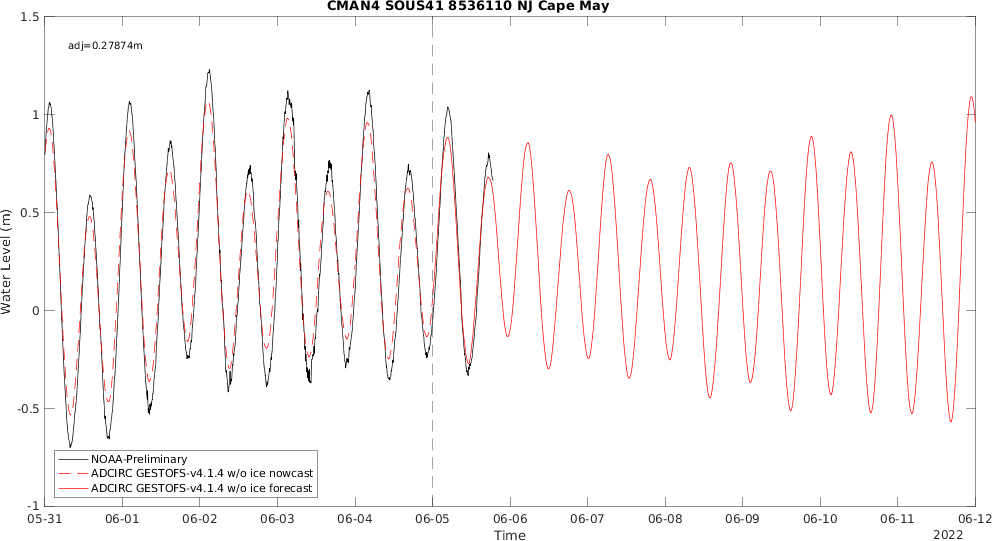 CMAN4 SOUS41 8536110 NJ Cape May
1.5
adj=0.27874m
1
0.5
0
-0.5
-1
Water Level (m)
NOAA-Preliminary
ADCIRC GESTOFS-v4.1.4 w/o ice nowcast
ADCIRC GESTOFS-v4.1.4 w/o ice forecast
05-31 06-01 06-02 06-03 06-04 06-05 06-06 06-07 06-08 06-09 06-10 06-11 06-12
Time
2022